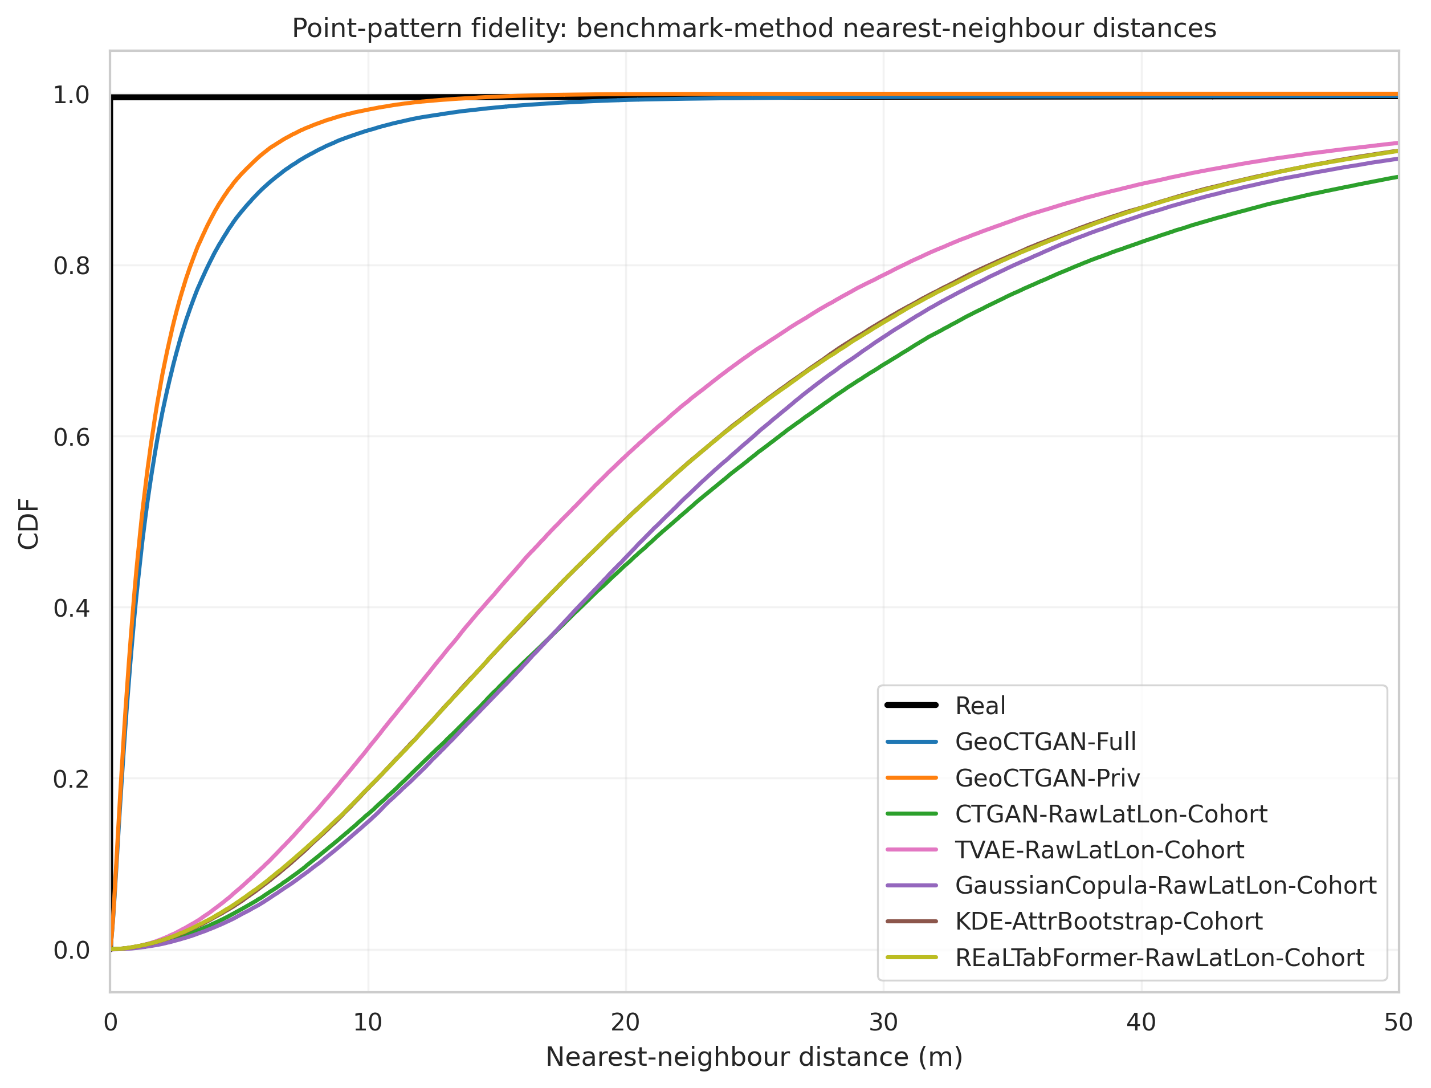 Point-pattern fidelity: benchmark-method nearest-neighbour distances
1.0
0.8
0.6
0.4
0.2
0.0
CDF
0
10
20
30
40
50
Nearest-neighbour distance (m)
Real
GeoCTGAN-Full
GeoCTGAN-Priv
CTGAN-RawLatLon-Cohort
TVAE-RawLatLon-Cohort
GaussianCopula-RawLatLon-Cohort
KDE-AttrBootstrap-Cohort
REaLTabFormer-RawLatLon-Cohort